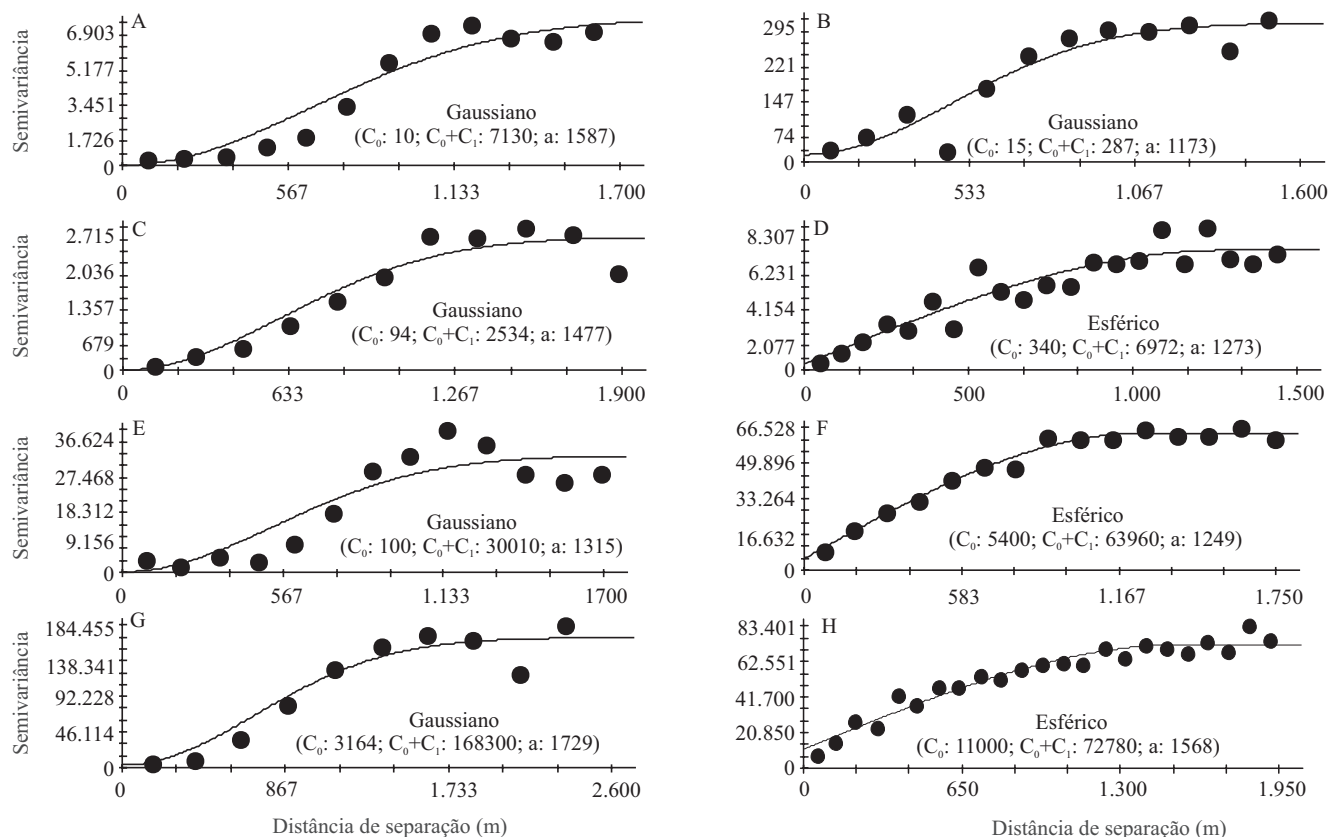 A
Semivariância
6.903
5.177
3.451
1.726
0
Gaussiano
(C₀: 10; C₀+C₁: 7130; a: 1587)
0 567 1.133 1.700
B
295
221
147
74
0
Gaussiano
(C₀: 15; C₀+C₁: 287; a: 1173)
0 533 1.067 1.600
C
Semivariância
2.715
2.036
1.357
679
0
Gaussiano
(C₀: 94; C₀+C₁: 2534; a: 1477)
0 633 1.267 1.900
D
8.307
6.231
4.154
2.077
0
Esférico
(C₀: 340; C₀+C₁: 6972; a: 1273)
0 500 1.000 1.500
E
Semivariância
36.624
27.468
18.312
9.156
0
Gaussiano
(C₀: 100; C₀+C₁: 30010; a: 1315)
0 567 1.133 1700
F
66.528
49.896
33.264
16.632
0
Esférico
(C₀: 5400; C₀+C₁: 63960; a: 1249)
0 583 1.167 1.750
G
Semivariância
184.455
138.341
92.228
46.114
0
Gaussiano
(C₀: 3164; C₀+C₁: 168300; a: 1729)
0 867 1.733 2.600
Distância de separação (m)
H
83.401
62.551
41.700
20.850
0
Esférico
(C₀: 11000; C₀+C₁: 72780; a: 1568)
0 650 1.300 1.950
Distância de separação (m)